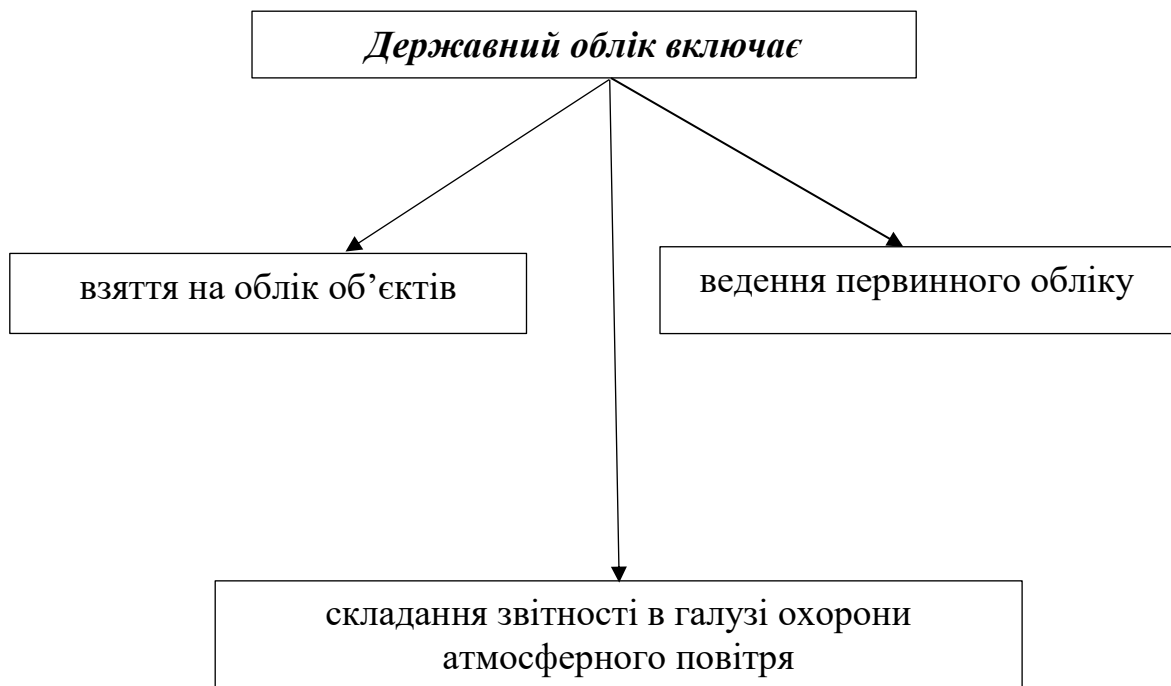 Державний облік включає
взяття на облік об’єктів
ведення первинного обліку
складання звітності в галузі охорони
атмосферного повітря